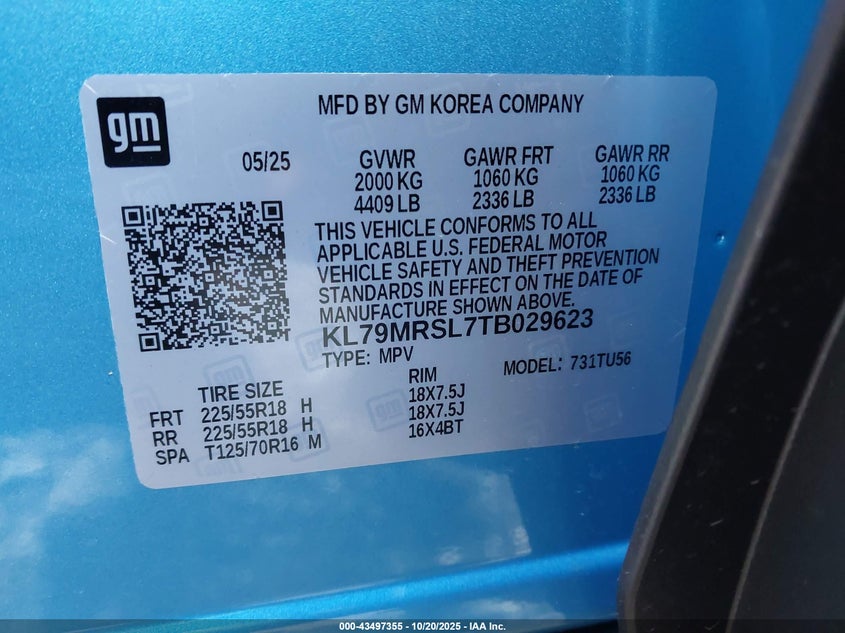 gm
MFD BY GM KOREA COMPANY
05/25 GVWR GAWR FRT GAWR RR
2000 KG 1060 KG 1060 KG
4409 LB 2336 LB 2336 LB
THIS VEHICLE CONFORMS TO ALL
APPLICABLE U.S. FEDERAL MOTOR
VEHICLE SAFETY AND THEFT PREVENTION
STANDARDS IN EFFECT ON THE DATE OF
MANUFACTURE SHOWN ABOVE.
KL79MRSL7TB029623
TYPE: MPV MODEL: 731TU56
TIRE SIZE RIM
FRT 225/55R18 H 18X7.5J
RR 225/55R18 H 18X7.5J
SPA T125/70R16 M 16X4BT
000-43497355 - 10/20/2025 - IAA Inc.